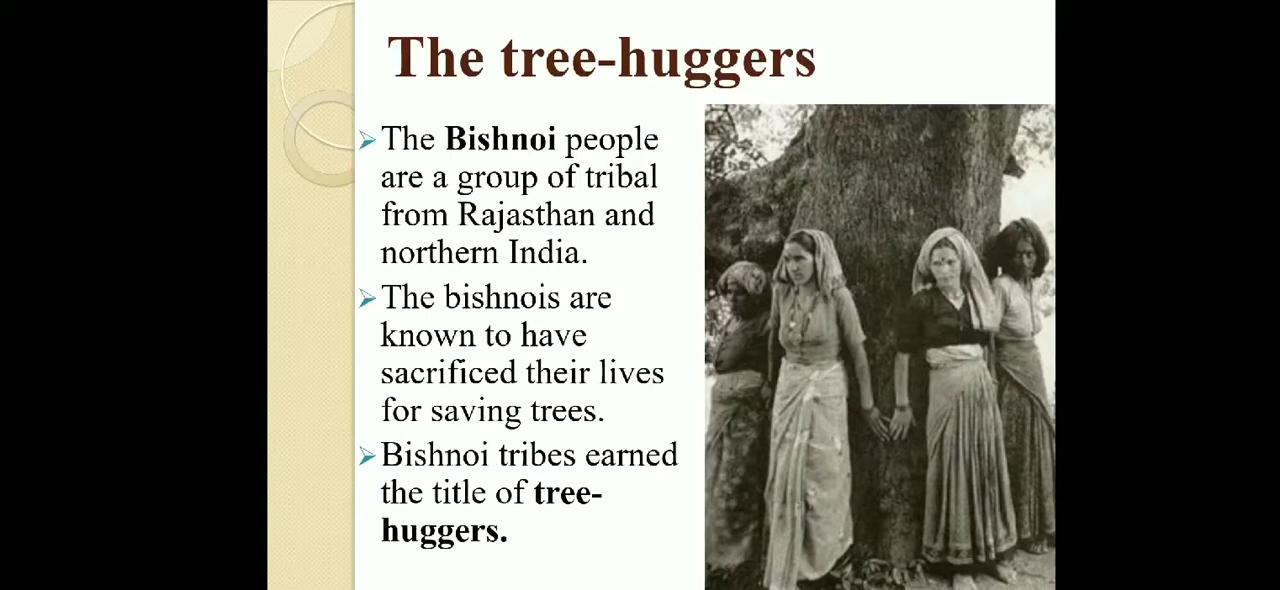 The tree-huggers
The Bishnoi people
are a group of tribal
from Rajasthan and
northern India.
The bishnois are
known to have
sacrificed their lives
for saving trees.
Bishnoi tribes earned
the title of tree-
huggers.